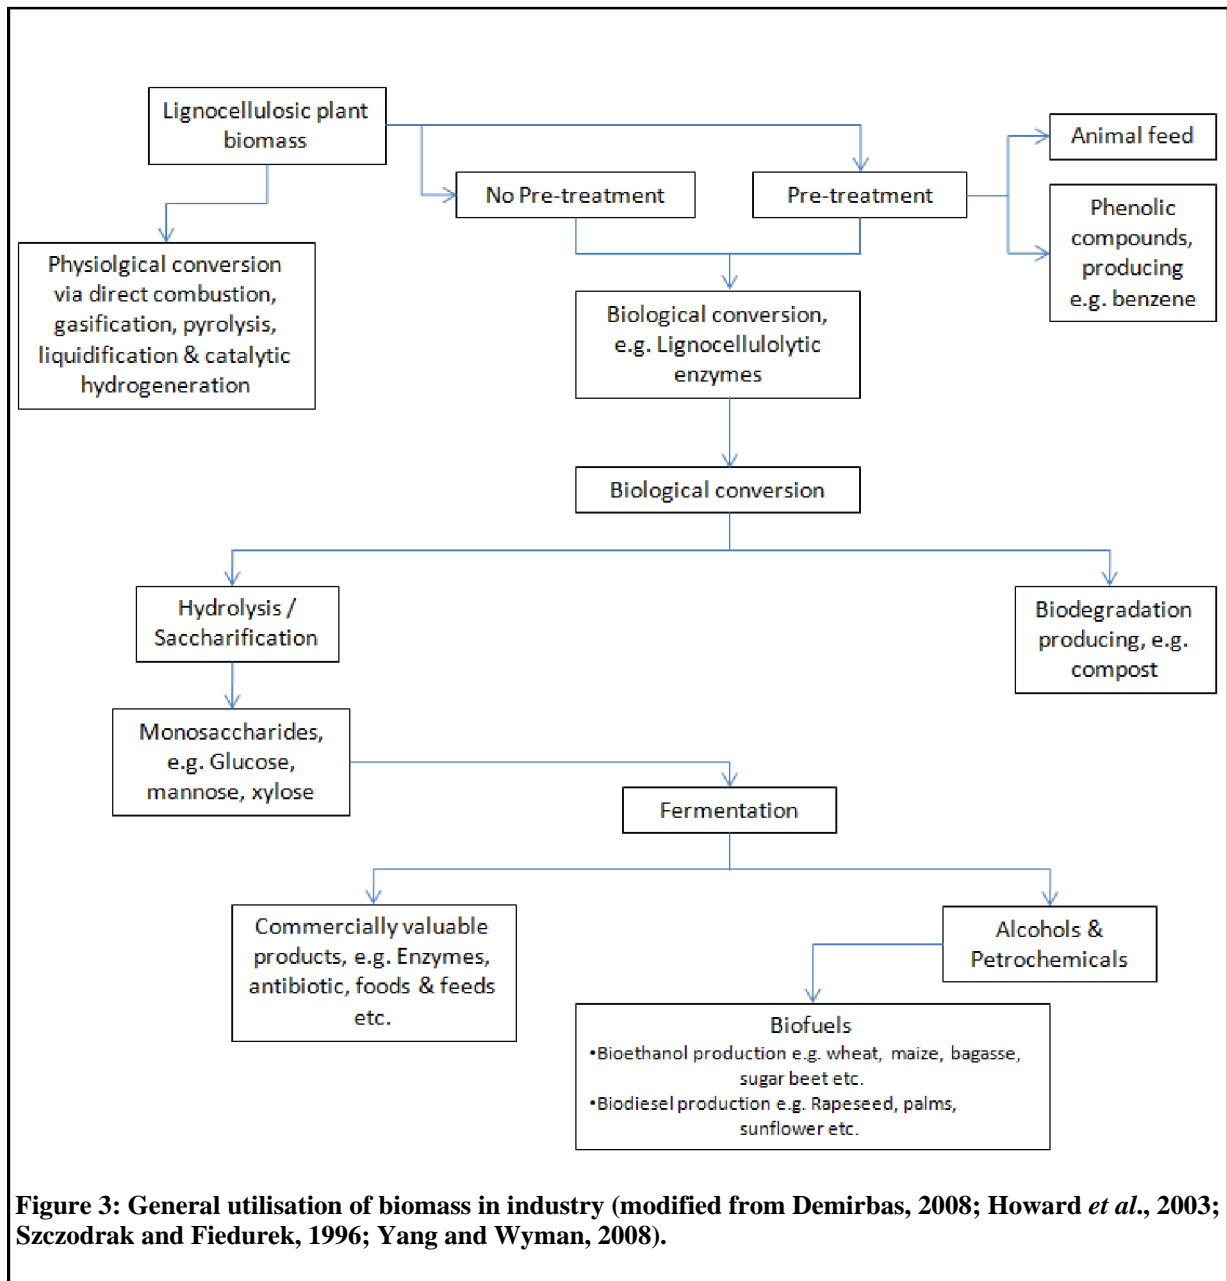 Lignocellulosic plant
biomass
Animal feed
No Pre-treatment
Pre-treatment
Phenolic
compounds,
producing
e.g. benzene
Physiolgical conversion
via direct combustion,
gasification, pyrolysis,
liquidification & catalytic
hydrogeneration
Biological conversion,
e.g. Lignocellulolytic
enzymes
Biological conversion
Hydrolysis /
Saccharification
Biodegradation
producing, e.g.
compost
Monosaccharides,
e.g. Glucose,
mannose, xylose
Fermentation
Commercially valuable
products, e.g. Enzymes,
antibiotic, foods & feeds
etc.
Alcohols &
Petrochemicals
Biofuels
•Bioethanol production e.g. wheat, maize, bagasse,
sugar beet etc.
•Biodiesel production e.g. Rapeseed, palms,
sunflower etc.
Figure 3: General utilisation of biomass in industry (modified from Demirbas, 2008; Howard et al., 2003;
Szczodrak and Fiedurek, 1996; Yang and Wyman, 2008).